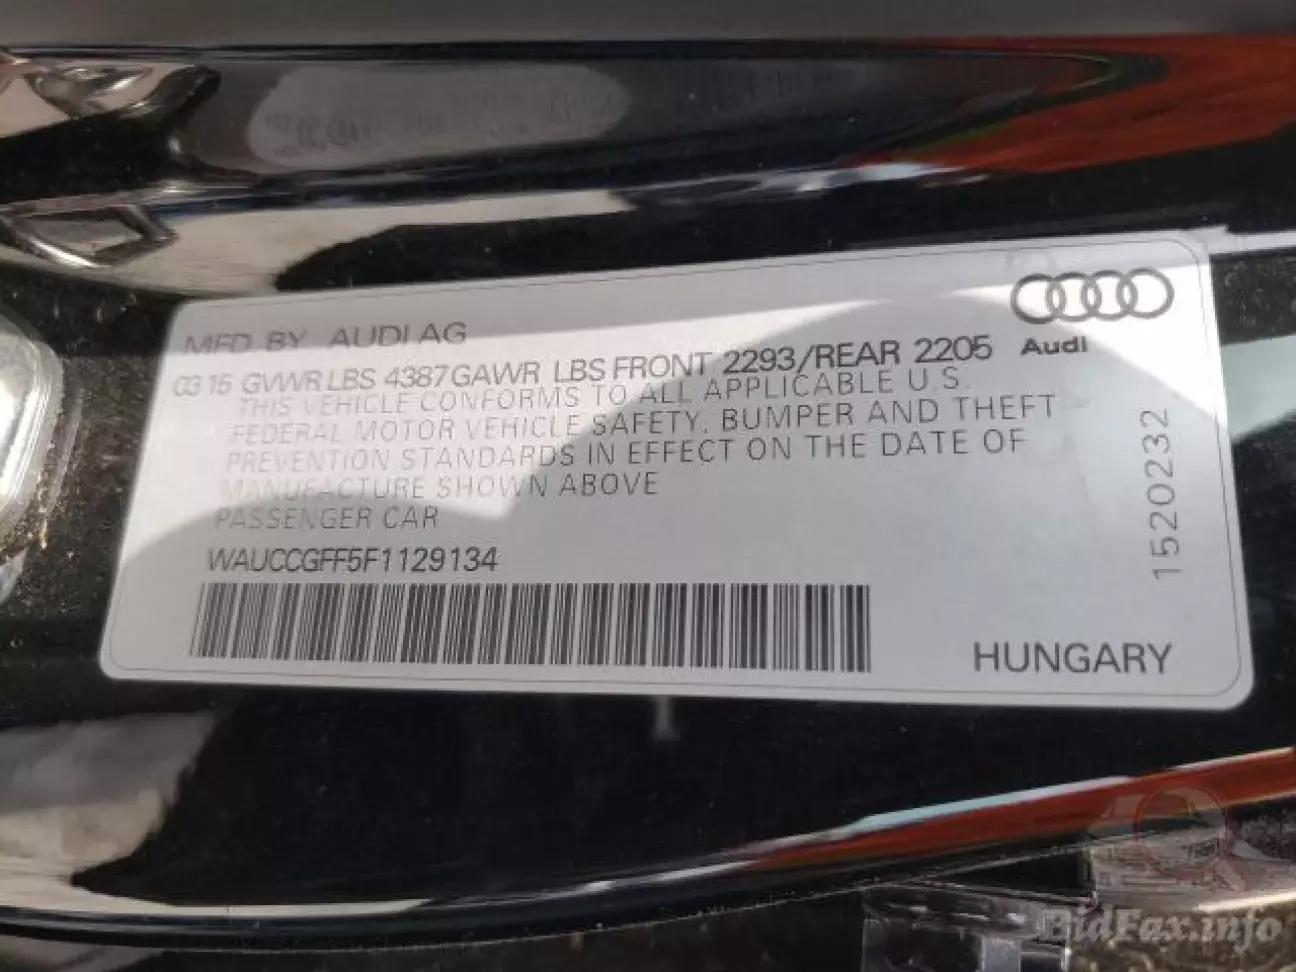 MFD BY AUDI AG
03 15 GVWR LBS 4387 GAWR LBS FRONT 2293/REAR 2205
Audi
THIS VEHICLE CONFORMS TO ALL APPLICABLE U.S.
FEDERAL MOTOR VEHICLE SAFETY, BUMPER AND THEFT
PREVENTION STANDARDS IN EFFECT ON THE DATE OF
MANUFACTURE SHOWN ABOVE
PASSENGER CAR
WAUCCGFF5F1129134
1520232
HUNGARY
BidFax.info